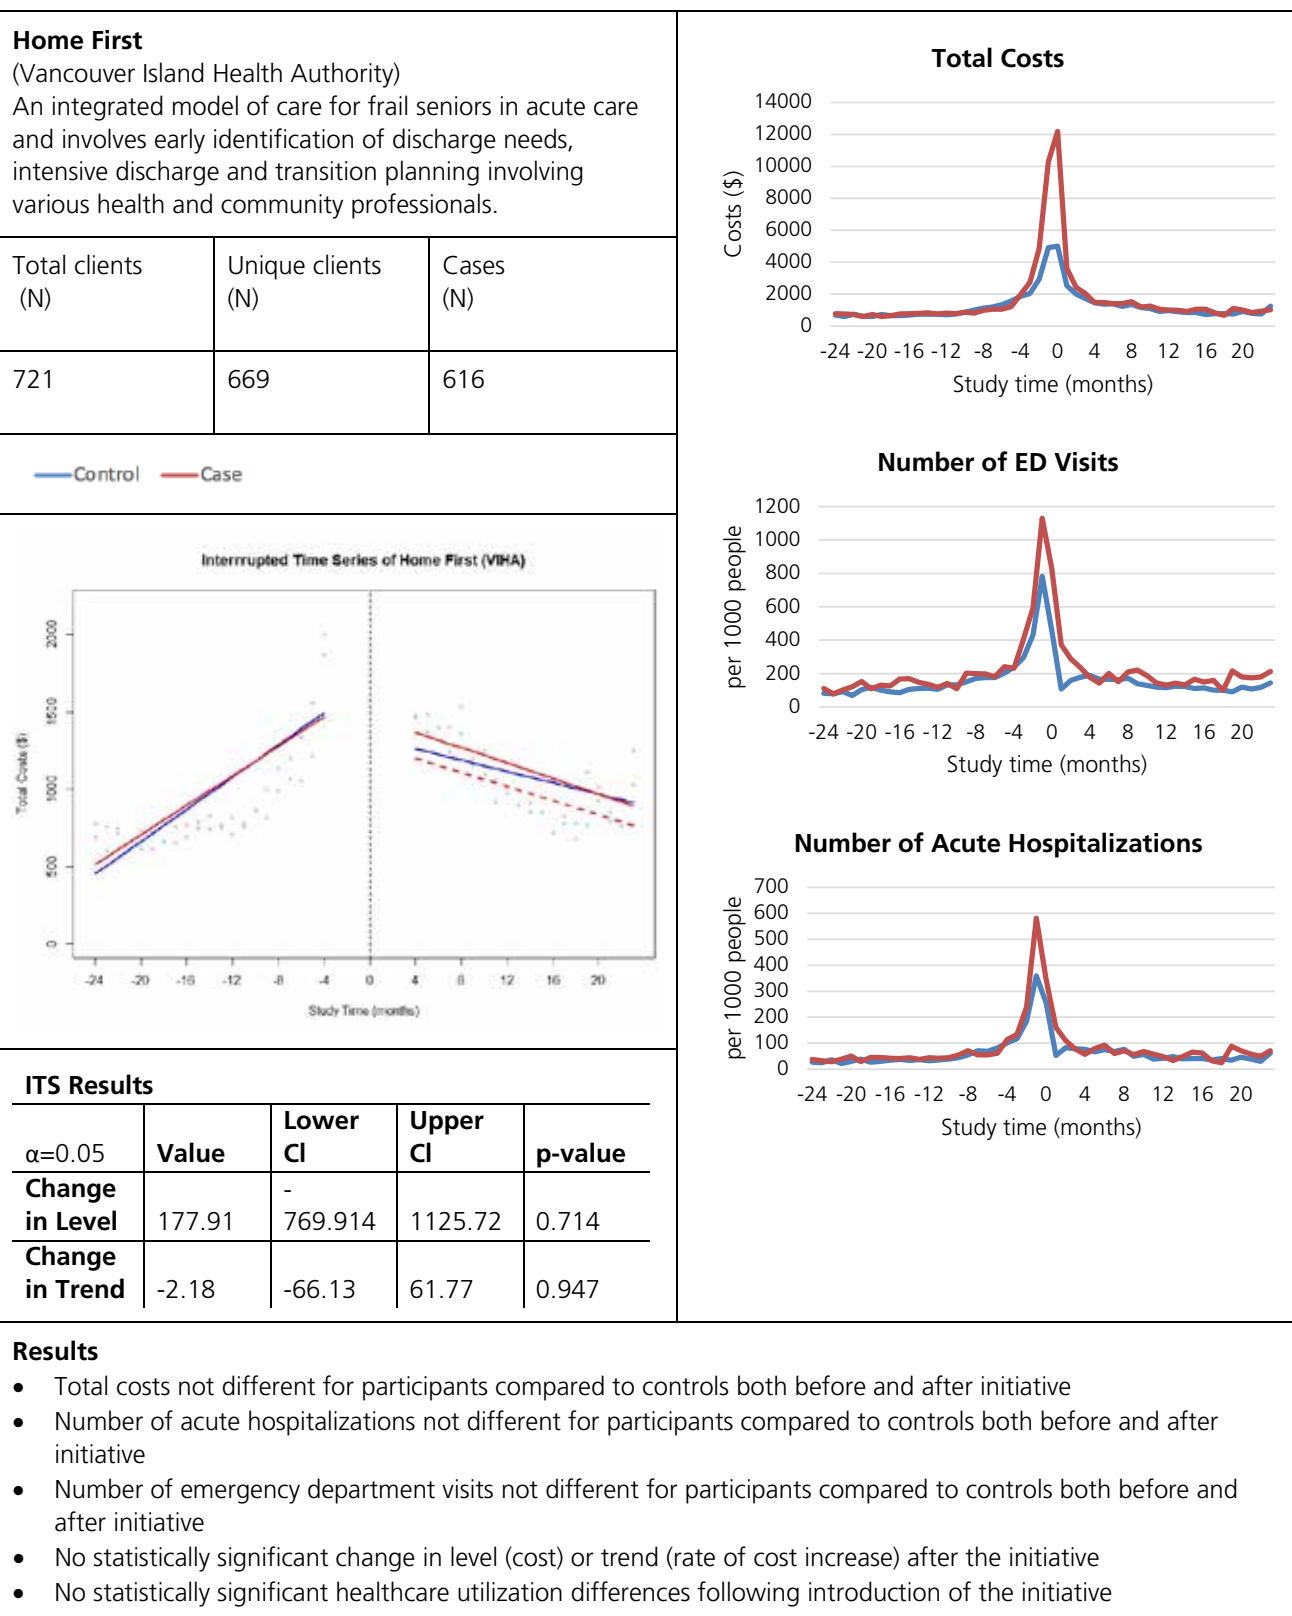 Home First
(Vancouver Island Health Authority)
An integrated model of care for frail seniors in acute care
and involves early identification of discharge needs,
intensive discharge and transition planning involving
various health and community professionals.
Total clients
(N)
Unique clients
(N)
Cases
(N)
721
669
616
Control
Case
Interrrupted Time Series of Home First (VIHA)
Total Costs ($)
2000
1500
1000
500
0
-24 -20 -16 -12 -8 -4 0 4 8 12 16 20
Study Time (months)
ITS Results
α=0.05 Value Lower CI Upper CI p-value
Change in Level 177.91 -769.914 1125.72 0.714
Change in Trend -2.18 -66.13 61.77 0.947
Total Costs
Costs ($)
14000
12000
10000
8000
6000
4000
2000
0
-24 -20 -16 -12 -8 -4 0 4 8 12 16 20
Study time (months)
Number of ED Visits
per 1000 people
1200
1000
800
600
400
200
0
-24 -20 -16 -12 -8 -4 0 4 8 12 16 20
Study time (months)
Number of Acute Hospitalizations
per 1000 people
700
600
500
400
300
200
100
0
-24 -20 -16 -12 -8 -4 0 4 8 12 16 20
Study time (months)
Results
• Total costs not different for participants compared to controls both before and after initiative
• Number of acute hospitalizations not different for participants compared to controls both before and after
initiative
• Number of emergency department visits not different for participants compared to controls both before and
after initiative
• No statistically significant change in level (cost) or trend (rate of cost increase) after the initiative
• No statistically significant healthcare utilization differences following introduction of the initiative